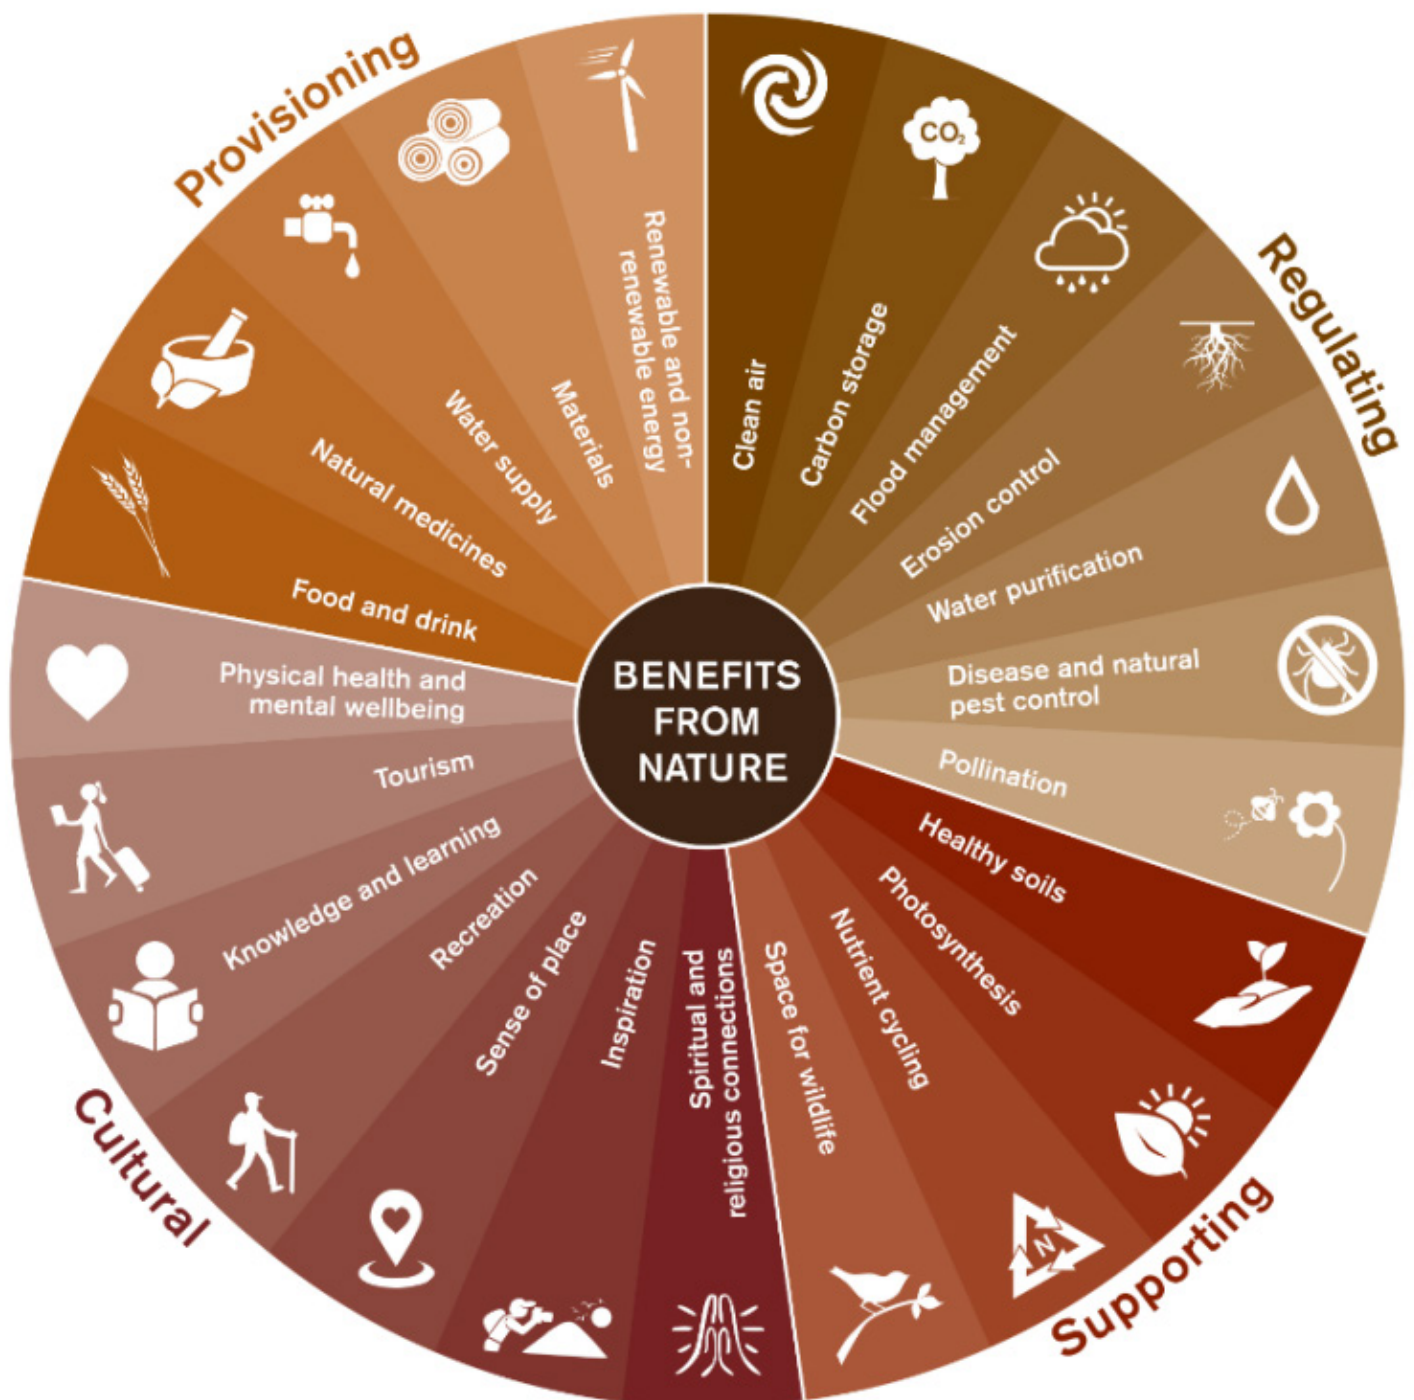 BENEFITS
FROM
NATURE
Provisioning
Renewable and non-
renewable energy
Materials
Water supply
Natural medicines
Food and drink
Regulating
Clean air
CO₂
Carbon storage
Flood management
Erosion control
Water purification
Disease and natural
pest control
Pollination
Supporting
Healthy soils
Photosynthesis
Nutrient cycling
N
Space for wildlife
Cultural
Spiritual and
religious connections
Inspiration
Sense of place
Recreation
Knowledge and learning
Tourism
Physical health and
mental wellbeing